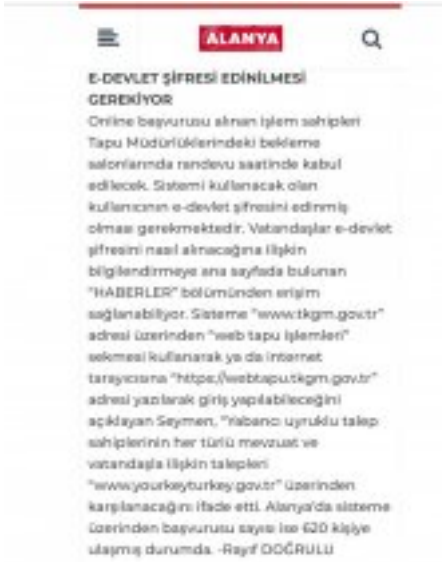 ALANYA
E-DEVLET ŞİFRESİ EDİNİLMESİ
GEREKİYOR
Online başvurusu alınan işlem sahipleri
Tapu Müdürlüklerindeki bekleme
salonlarında randevu saatinde kabul
edilecek. Sistemi kullanacak olan
kullanıcının e-devlet şifresini edinmiş
olması gerekmektedir. Vatandaşlar e-devlet
şifresini nasıl alınacağına ilişkin
bilgilendirmeye ana sayfada bulunan
"HABERLER" bölümünden erişim
sağlanabiliyor. Sisteme "www.tkgm.gov.tr"
adresi üzerinden "web tapu işlemleri"
sekmesi kullanarak ya da internet
tarayıcısına "https://webtapu.tkgm.gov.tr"
adresi yazılarak giriş yapılabileceğini
açıklayan Seymen, "Yabancı uyruklu talep
sahiplerinin her türlü mevzuat ve
vatandaşla ilişkin talepleri
"www.yourkeyturkey.gov.tr" üzerinden
karşılanacağını ifade etti. Alanya'da sisteme
üzerinden başvurusu sayısı ise 620 kişiye
ulaşmış durumda. -Rayıf DOĞRULU